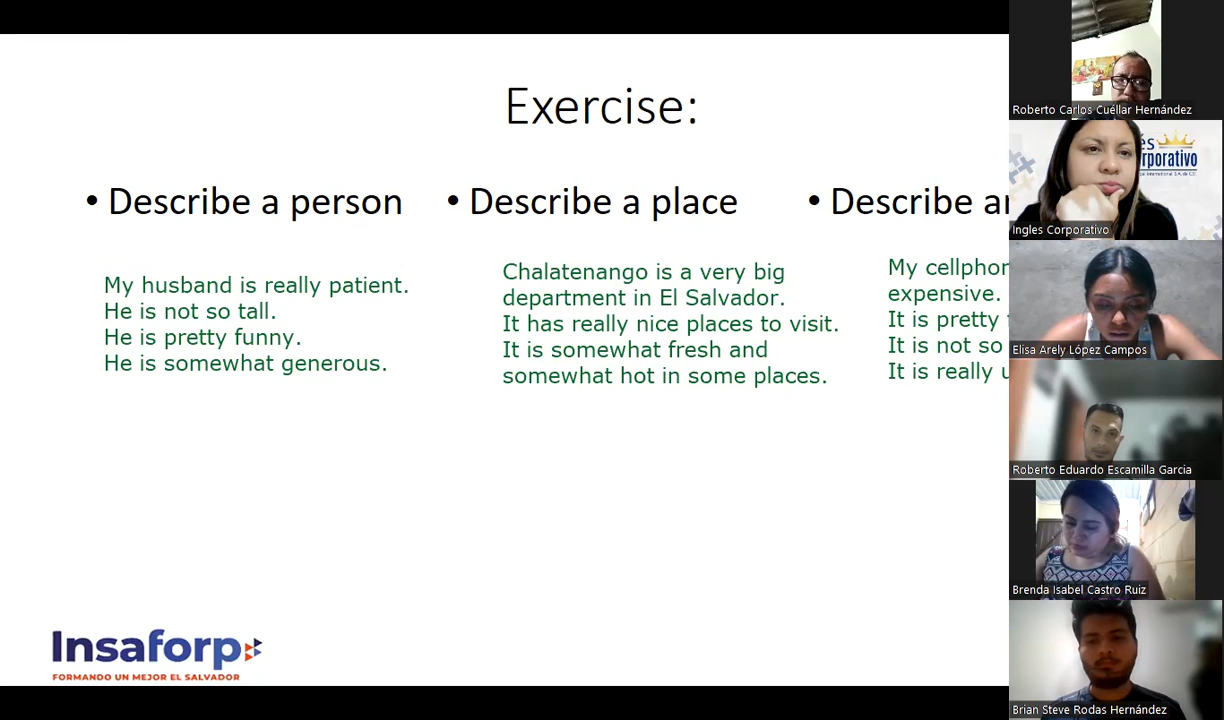 Exercise:
• Describe a person
My husband is really patient.
He is not so tall.
He is pretty funny.
He is somewhat generous.
• Describe a place
Chalatenango is a very big
department in El Salvador.
It has really nice places to visit.
It is somewhat fresh and
somewhat hot in some places.
• Describe
My
expensive.
It is pretty
It is not so
It is really
Insaforp
FORMANDO UN MEJOR EL SALVADOR
Roberto Carlos Cuéllar Hernández
Ingles Corporativo
Elisa Arely López Campos
Roberto Eduardo Escamilla Garcia
Brenda Isabel Castro Ruiz
Brian Steve Rodas Hernández